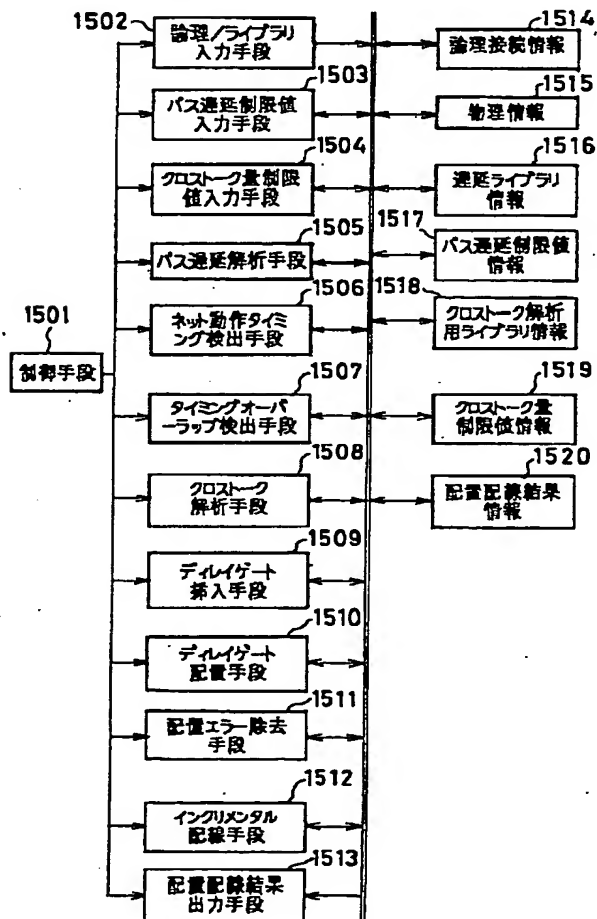 1501
制御手段
1502
論理/ライブラリ
入力手段
1503
パス遅延制限値
入力手段
1504
クロストーク量制限
値入力手段
1505
パス遅延解析手段
1506
ネット動作タイミ
ング検出手段
1507
タイミングオーバ
ーラップ検出手段
1508
クロストーク
解析手段
1509
ディレイゲート
挿入手段
1510
ディレイゲート
配置手段
1511
配置エラー除去
手段
1512
インクリメンタル
配線手段
1513
配置配線結果
出力手段
1514
論理接続情報
1515
物理情報
1516
遅延ライブラリ
情報
1517
パス遅延制限値
情報
1518
クロストーク解析
用ライブラリ情報
1519
クロストーク量
制限値情報
1520
配置配線結果
情報